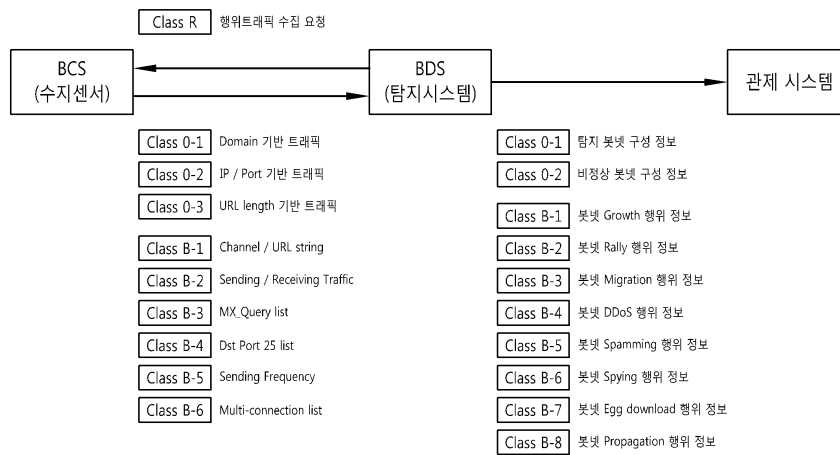 Class R 행위트래픽 수집 요청
BCS BDS 관제 시스템
(수지센서) (탐지시스템)
Class 0-1 Domain 기반 트래픽
Class 0-2 IP / Port 기반 트래픽
Class 0-3 URL length 기반 트래픽
Class B-1 Channel / URL string
Class B-2 Sending / Receiving Traffic
Class B-3 MX_Query list
Class B-4 Dst Port 25 list
Class B-5 Sending Frequency
Class B-6 Multi-connection list
Class 0-1 탐지 봇넷 구성 정보
Class 0-2 비정상 봇넷 구성 정보
Class B-1 봇넷 Growth 행위 정보
Class B-2 봇넷 Rally 행위 정보
Class B-3 봇넷 Migration 행위 정보
Class B-4 봇넷 DDoS 행위 정보
Class B-5 봇넷 Spamming 행위 정보
Class B-6 봇넷 Spying 행위 정보
Class B-7 봇넷 Egg download 행위 정보
Class B-8 봇넷 Propagation 행위 정보